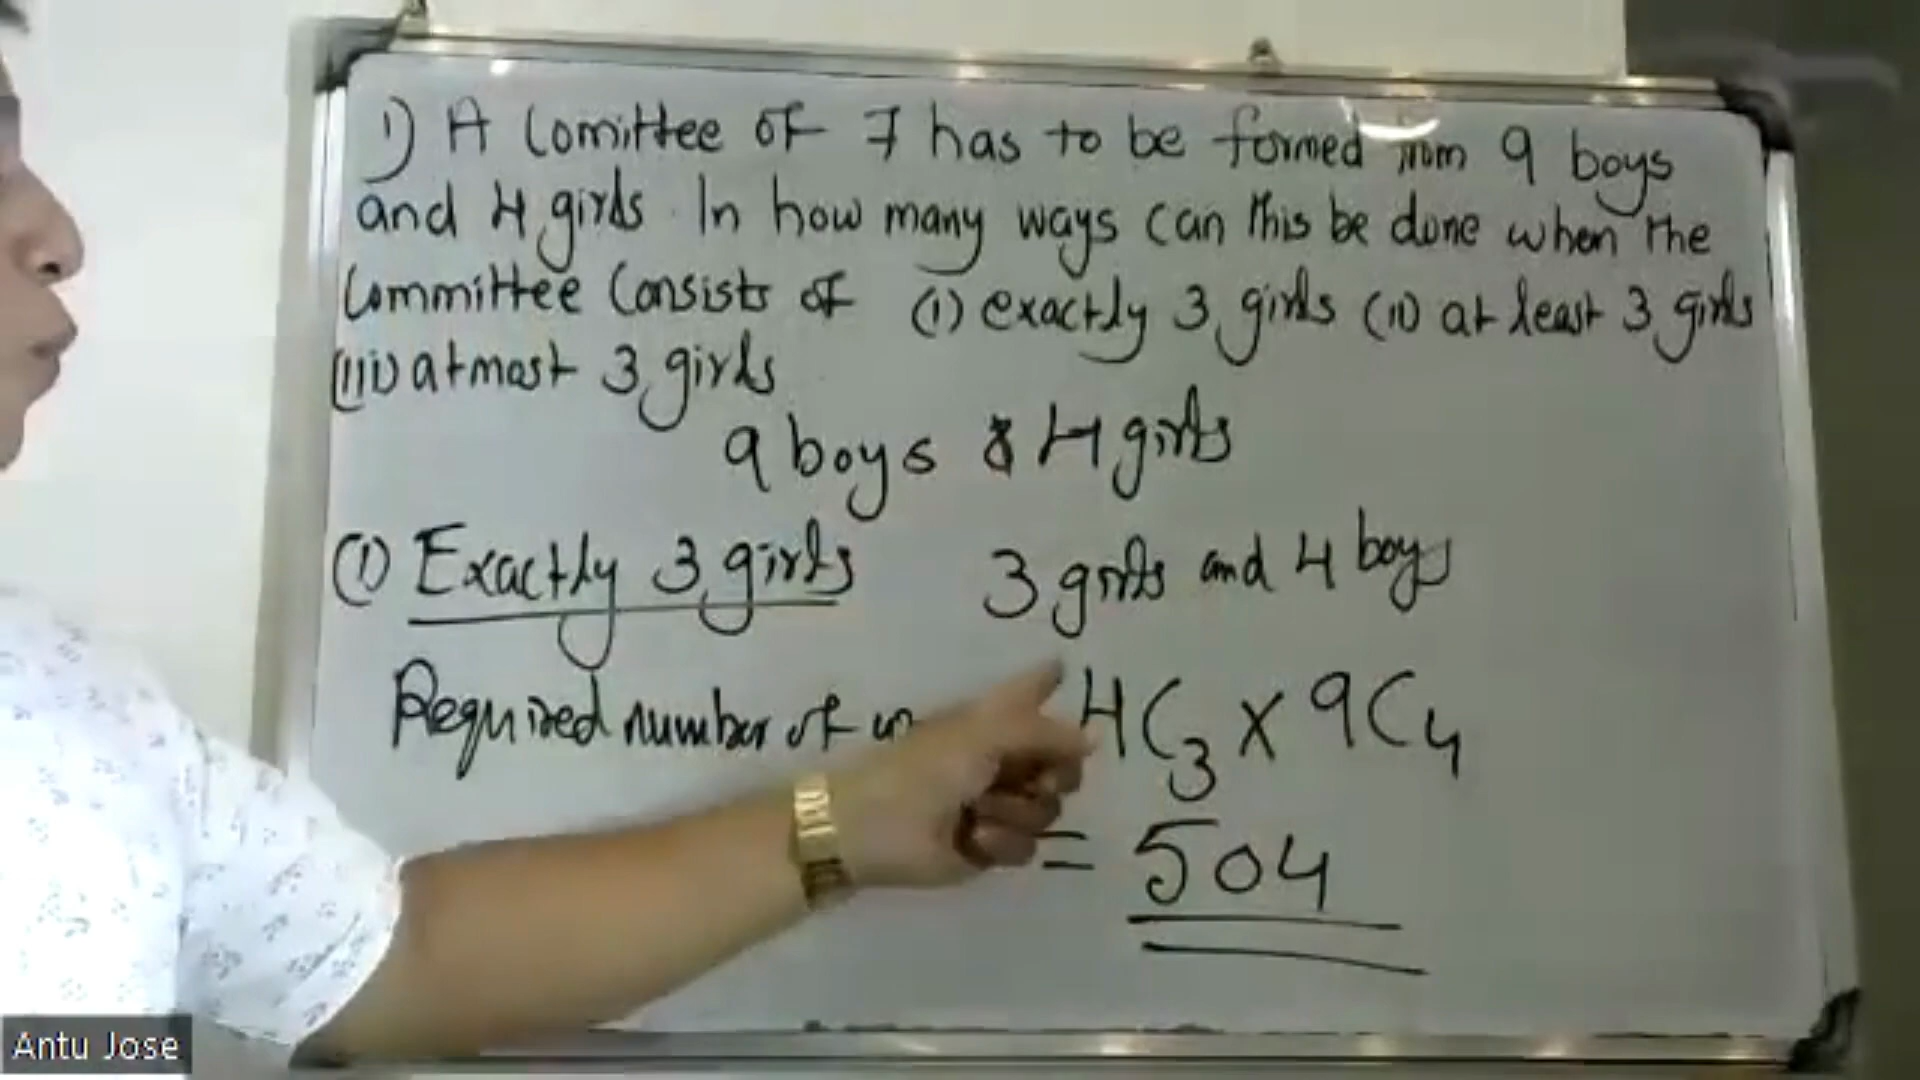 1) A Comittee of 7 has to be formed from 9 boys
and 4 girls. In how many ways can this be done when the
Committee Consists of (i) exactly 3 girls (ii) at least 3 girls
(iii) atmost 3 girls
9 boys & 4 girls
(i) Exactly 3 girls 3 girls and 4 boys
Required number of 4C3 x 9C4
= 504
Antu Jose